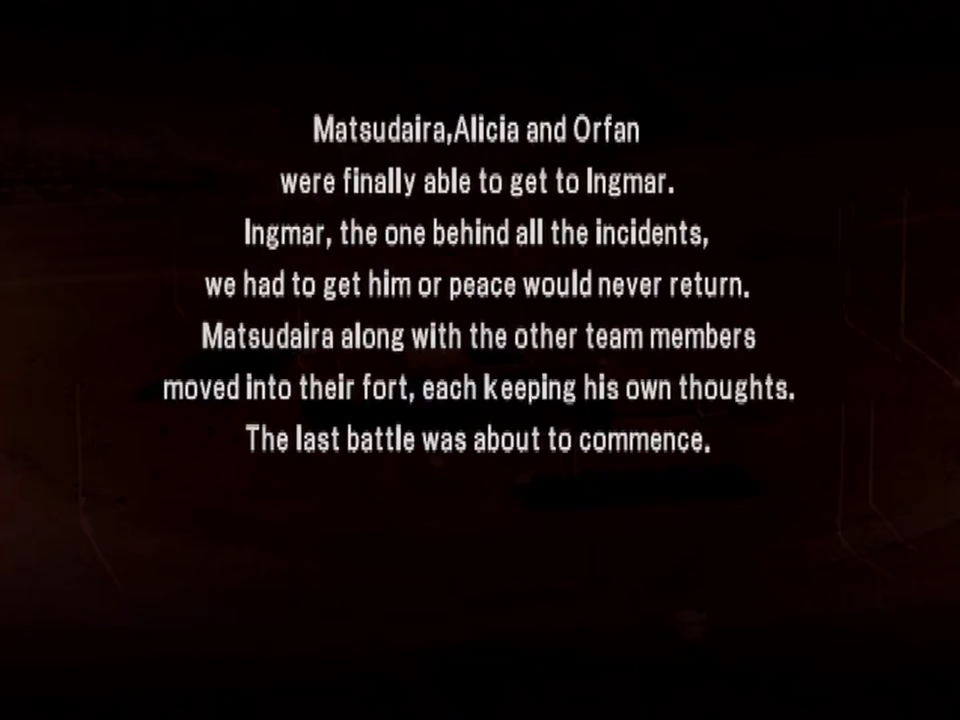 Matsudaira,Alicia and Orfan
were finally able to get to Ingmar.
Ingmar, the one behind all the incidents,
we had to get him or peace would never return.
Matsudaira along with the other team members
moved into their fort, each keeping his own thoughts.
The last battle was about to commence.